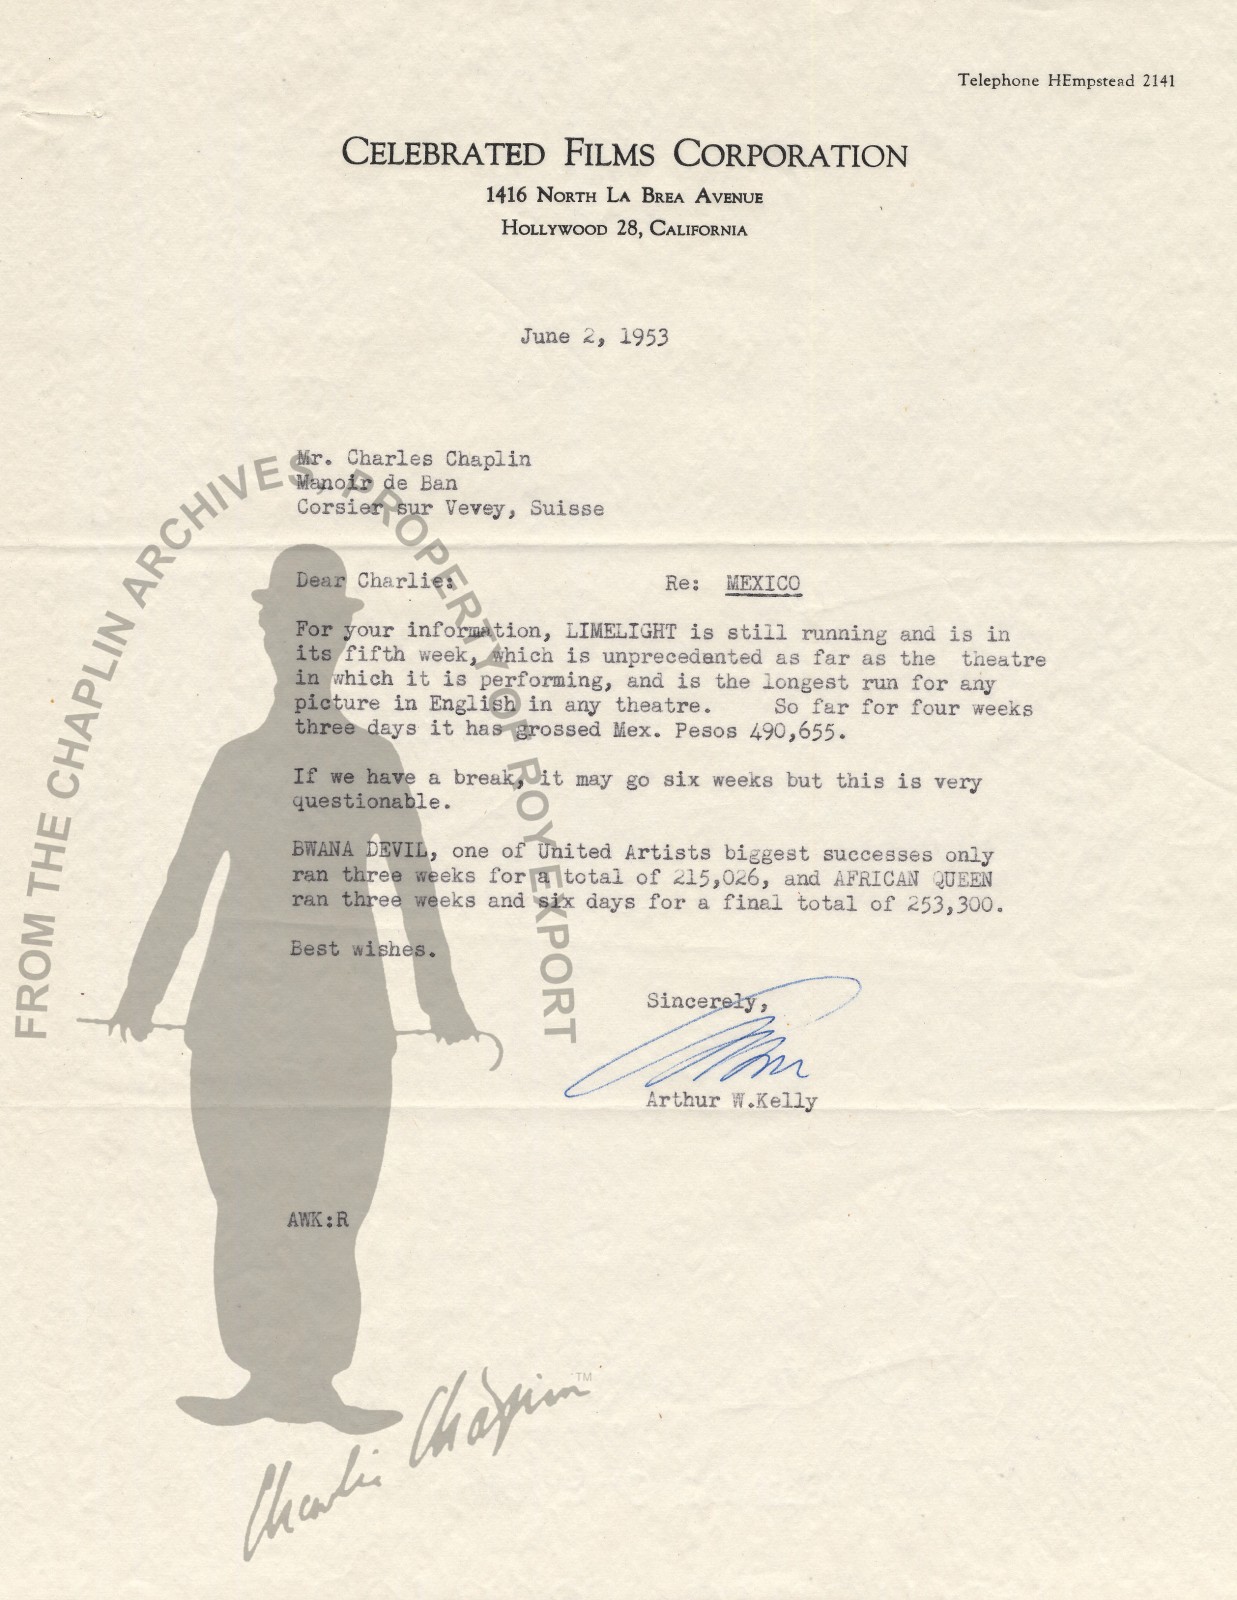 Telephone HEmpstead 2141
CELEBRATED FILMS CORPORATION
1416 NORTH LA BREA AVENUE
HOLLYWOOD 28, CALIFORNIA
June 2, 1953
Mr. Charles Chaplin
Manoir de Ban
Corsier sur Vevey, Suisse
Dear Charlie: Re: MEXICO
For your information, LIMELIGHT is still running and is in
its fifth week, which is unprecedented as far as the theatre
in which it is performing, and is the longest run for any
picture in English in any theatre. So far for four weeks
three days it has grossed Mex. Pesos 490,655.
If we have a break, it may go six weeks but this is very
questionable.
BWANA DEVIL, one of United Artists biggest successes only
ran three weeks for a total of 215,026, and AFRICAN QUEEN
ran three weeks and six days for a final total of 253,300.
Best wishes.
Sincerely,
Arthur W.Kelly
AWK:R
FROM THE CHAPLIN ARCHIVES, PROPERTY OF ROY EXPORT
Charlie Chaplin TM